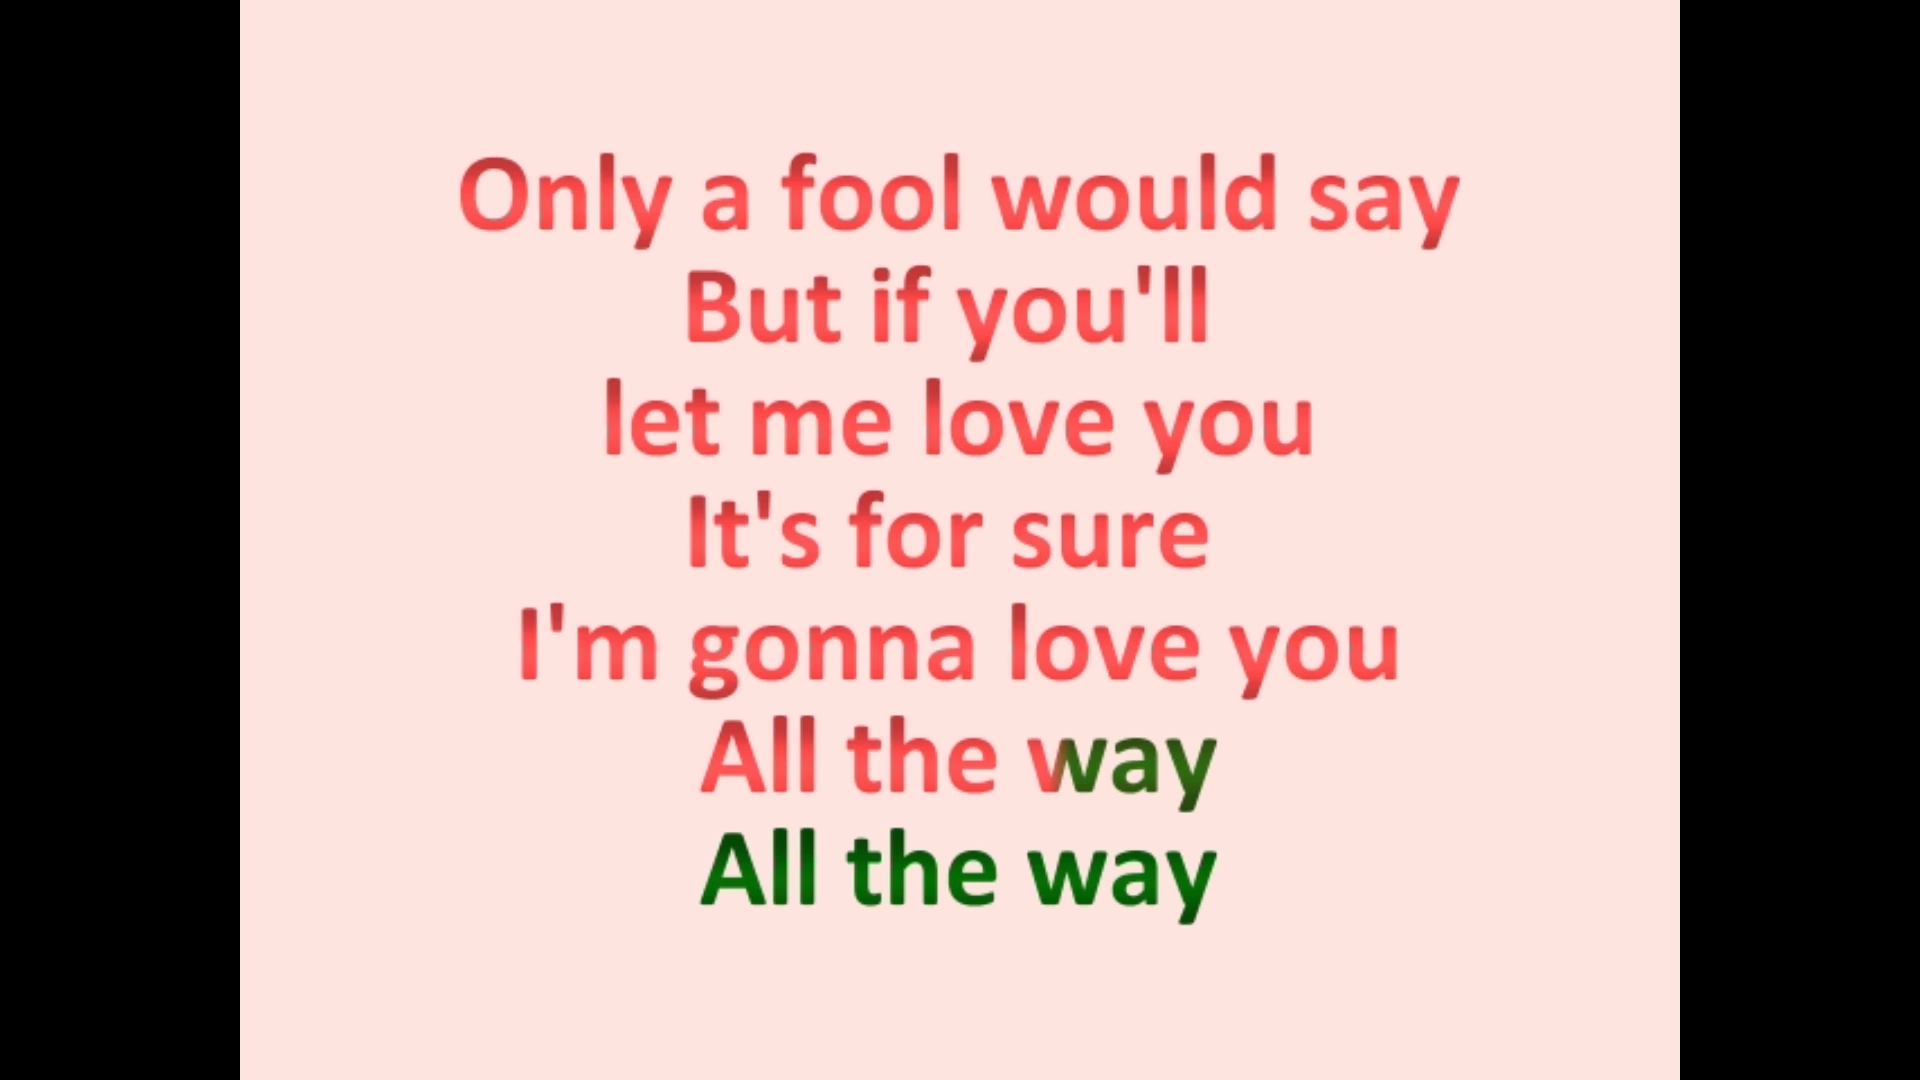 Only a fool would say
But if you'll
let me love you
It's for sure
I'm gonna love you
All the way
All the way